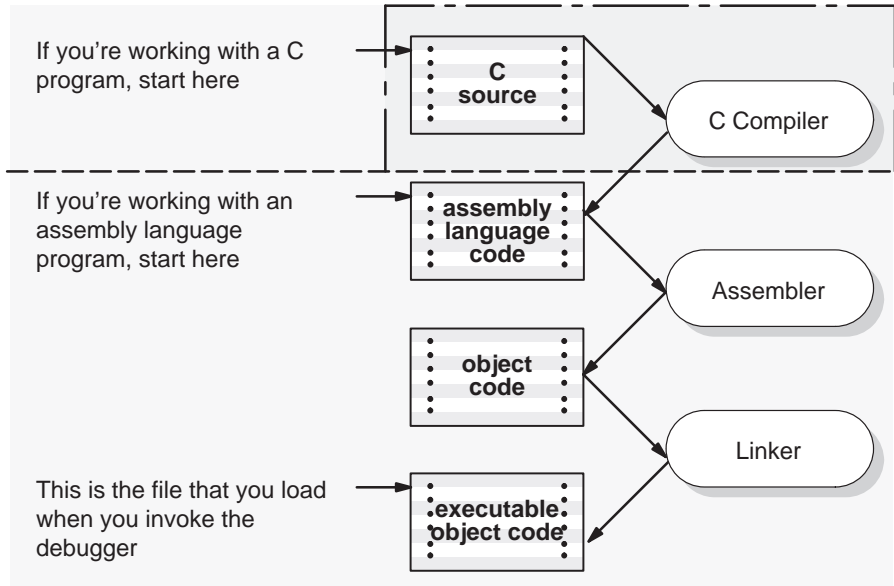 If you’re working with a C
program, start here
C
source
C Compiler
If you’re working with an
assembly language
program, start here
assembly
language
code
Assembler
object
code
Linker
This is the file that you load
when you invoke the
debugger
executable
object code